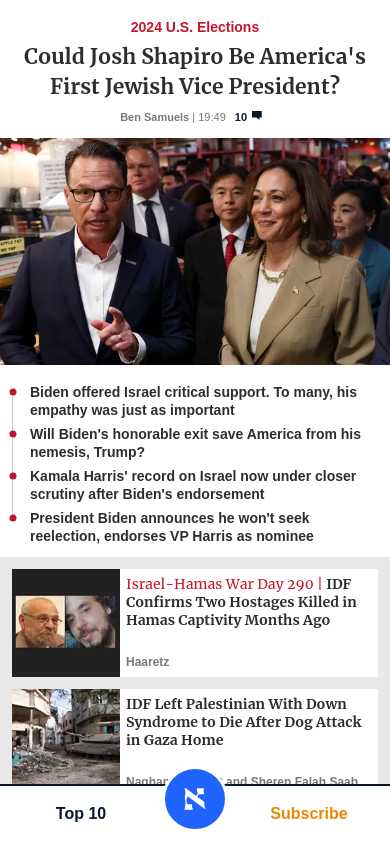 2024 U.S. Elections
Could Josh Shapiro Be America's
First Jewish Vice President?
Ben Samuels | 19:49 10
Biden offered Israel critical support. To many, his
empathy was just as important
Will Biden's honorable exit save America from his
nemesis, Trump?
Kamala Harris' record on Israel now under closer
scrutiny after Biden's endorsement
President Biden announces he won't seek
reelection, endorses VP Harris as nominee
Israel-Hamas War Day 290 | IDF
Confirms Two Hostages Killed in
Hamas Captivity Months Ago
Haaretz
IDF Left Palestinian With Down
Syndrome to Die After Dog Attack
in Gaza Home
and Sheren Falah Saab
Top 10
Subscribe